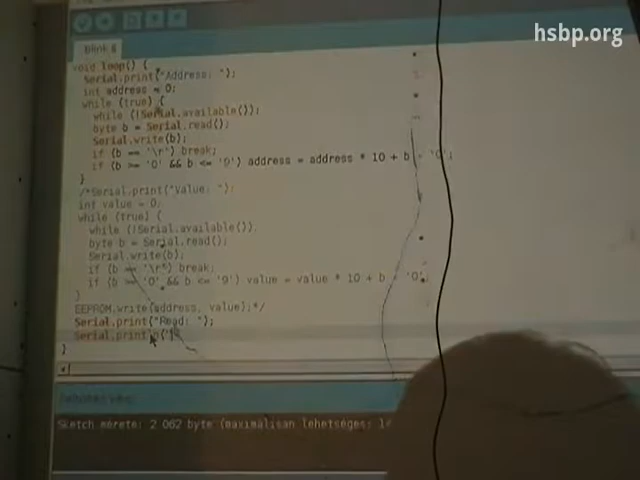 hsbp.org
blink §
void loop() {
Serial.print("Address: ");
int address = 0;
while (true) {
while (!Serial.available());
byte b = Serial.read();
Serial.write(b);
if (b == '\r') break;
if (b >= '0' && b <= '9') address = address * 10 + b - '0';
}
/*Serial.print("Value: ");
int value = 0;
while (true) {
while (!Serial.available());
byte b = Serial.read();
Serial.write(b);
if (b == '\r') break;
if (b >= '0' && b <= '9') value = value * 10 + b - '0';
}
EEPROM.write(address, value);*/
Serial.print("Read: ");
Serial.println(
}
Sketch mérete: 2 062 byte (maximálisan lehetséges: